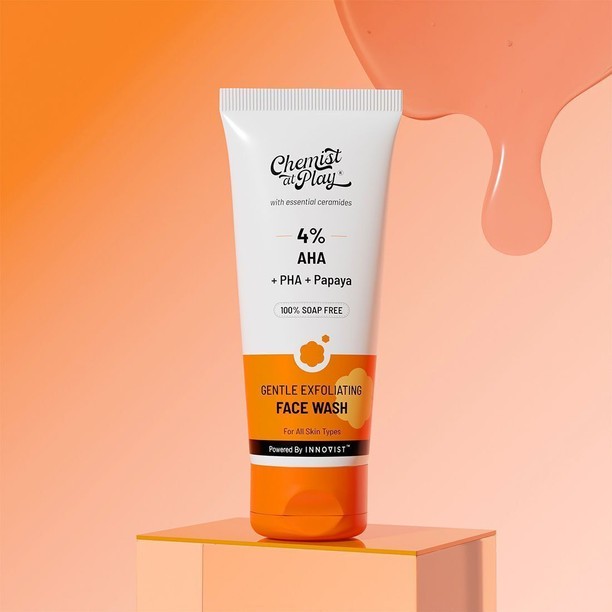 Chemist
at Play®
with essential ceramides
4%
AHA
+ PHA + Papaya
100% SOAP FREE
GENTLE EXFOLIATING
FACE WASH
For All Skin Types
Powered By INNOVIST™